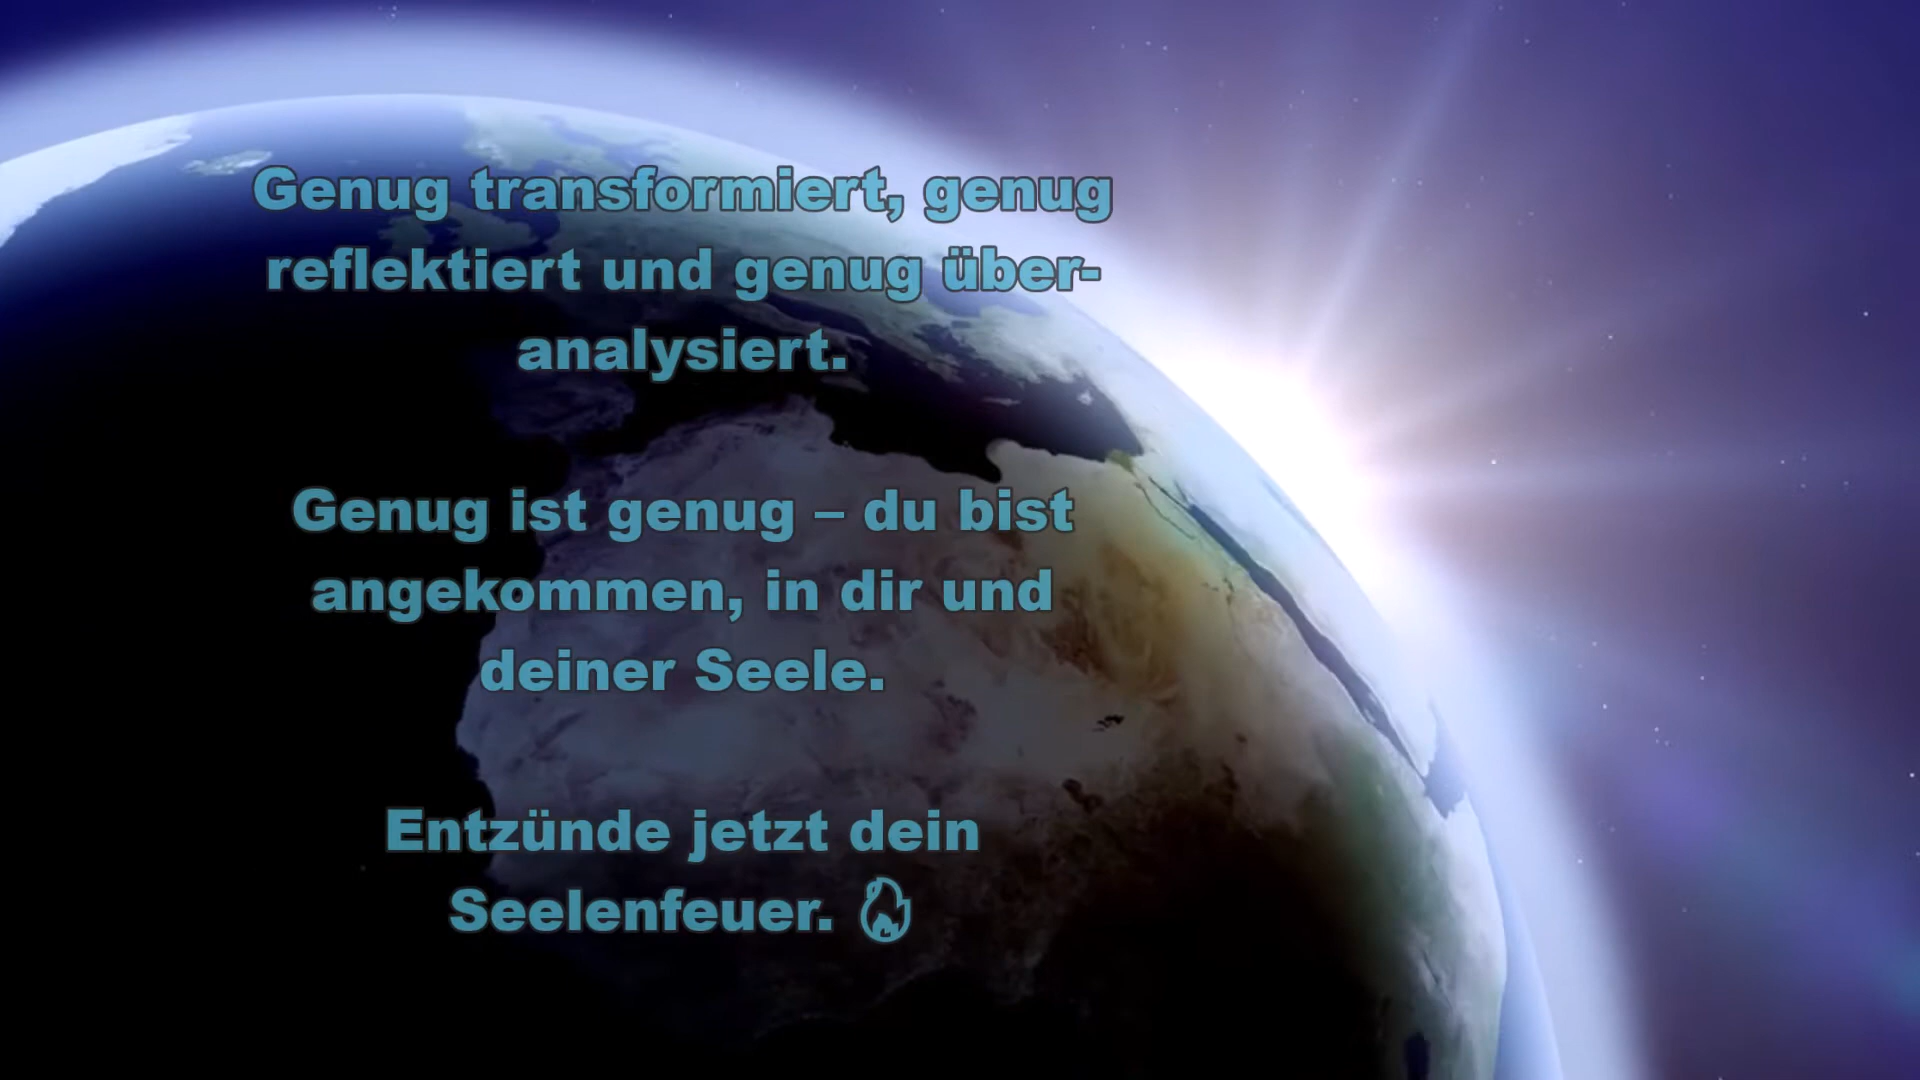 Genug transformiert, genug
reflektiert und genug über-
analysiert.
Genug ist genug – du bist
angekommen, in dir und
deiner Seele.
Entzünde jetzt dein
Seelenfeuer. 🔥